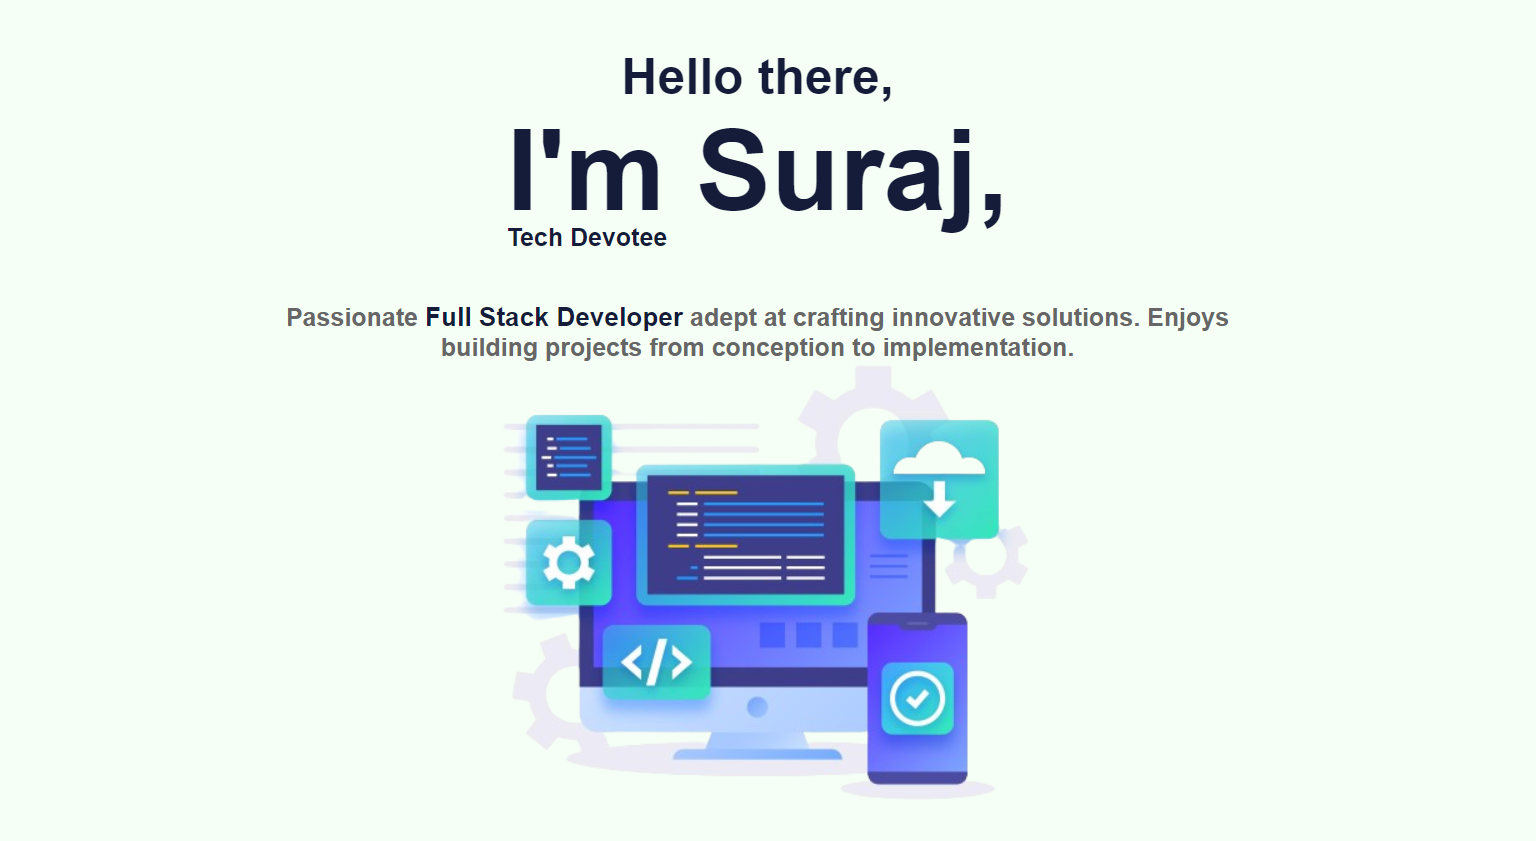 Hello there,
I'm Suraj,
Tech Devotee
Passionate Full Stack Developer adept at crafting innovative solutions. Enjoys
building projects from conception to implementation.
</>